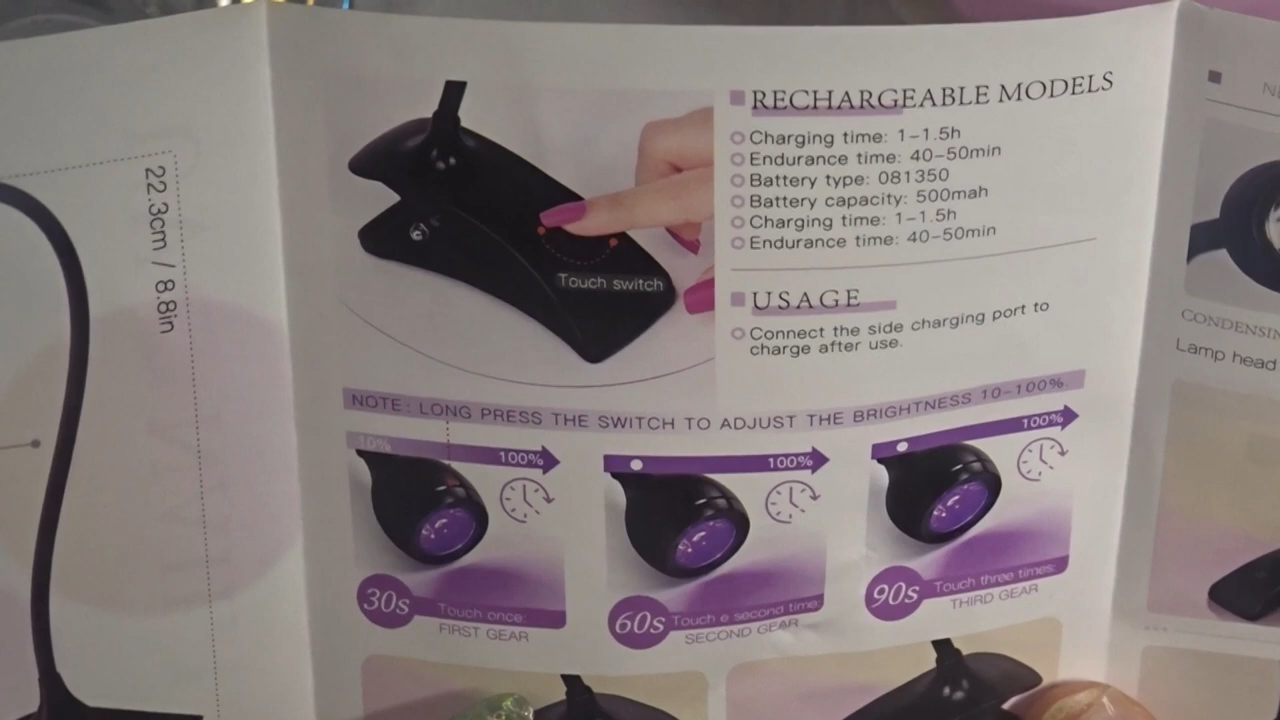 22.3cm / 8.8in
Touch switch
RECHARGEABLE MODELS
Charging time: 1-1.5h
Endurance time: 40-50min
Battery type: 081350
Battery capacity: 500mah
Charging time: 1-1.5h
Endurance time: 40-50min
USAGE
Connect the side charging port to
charge after use.
NOTE: LONG PRESS THE SWITCH TO ADJUST THE BRIGHTNESS 10-100%.
10% 100%
30s Touch once:
FIRST GEAR
100%
60s Touch e second time:
SECOND GEAR
100%
90s Touch three times:
THIRD GEAR
CONDENSIN
Lamp head